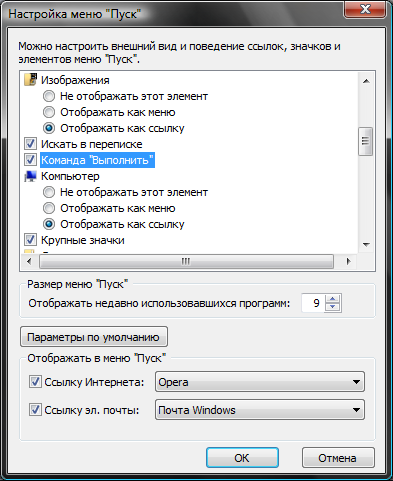 Настройка меню "Пуск"
Можно настроить внешний вид и поведение ссылок, значков и
элементов меню "Пуск".
Изображения
Не отображать этот элемент
Отображать как меню
Отображать как ссылку
Искать в переписке
Команда "Выполнить"
Компьютер
Не отображать этот элемент
Отображать как меню
Отображать как ссылку
Крупные значки
Размер меню "Пуск"
Отображать недавно использовавшихся программ: 9
Параметры по умолчанию
Отображать в меню "Пуск"
Ссылку Интернета: Opera
Ссылку эл. почты: Почта Windows
OK Отмена